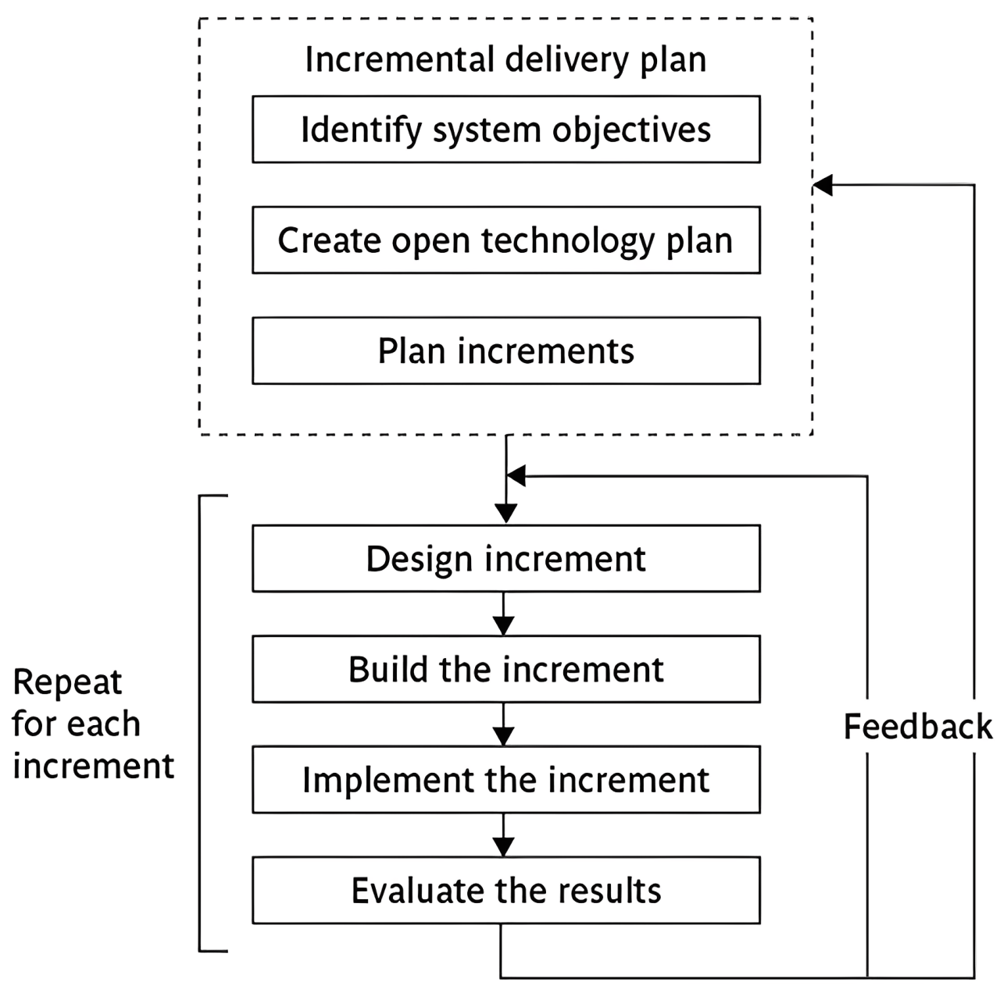 Incremental delivery plan
Identify system objectives
Create open technology plan
Plan increments
Design increment
Build the increment
Implement the increment
Evaluate the results
Repeat
for each
increment
Feedback